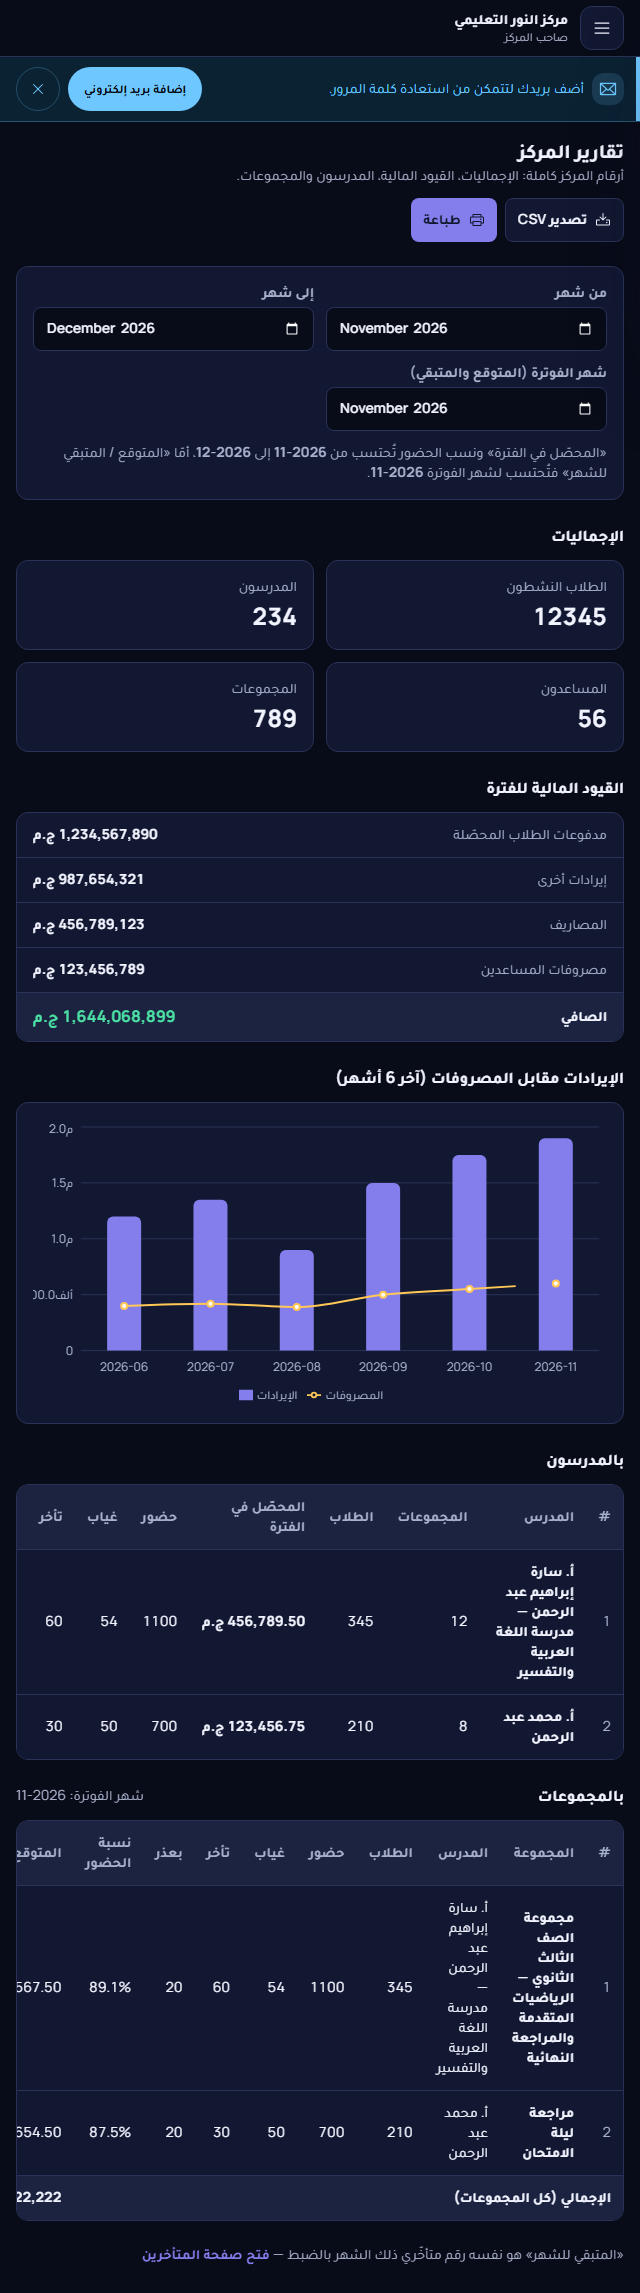 مركز النور التعليمي
صاحب المركز
أضف بريدك لتتمكن من استعادة كلمة المرور.
إضافة بريد إلكتروني
تقارير المركز
أرقام المركز كاملة: الإجماليات، القيود المالية، المدرسون والمجموعات.
تصدير CSV
طباعة
من شهر
إلى شهر
November 2026
December 2026
شهر الفوترة (المتوقع والمتبقي)
November 2026
«المحصّل في الفترة» ونسب الحضور تُحتسب من 2026-11 إلى 2026-12. أمّا «المتوقع / المتبقي
للشهر» فتُحتسب لشهر الفوترة 2026-11.
الإجماليات
الطلاب النشطون
12345
المدرسون
234
المساعدون
56
المجموعات
789
القيود المالية للفترة
مدفوعات الطلاب المحصّلة 1,234,567,890 ج.م
إيرادات أخرى 987,654,321 ج.م
المصاريف 456,789,123 ج.م
مصروفات المساعدين 123,456,789 ج.م
الصافي 1,644,068,899 ج.م
الإيرادات مقابل المصروفات (آخر 6 أشهر)
2.0م
1.5م
1.0م
00.0ألف
0
2026-06 2026-07 2026-08 2026-09 2026-10 2026-11
الإيرادات المصروفات
بالمدرسون
# المدرس المجموعات الطلاب المحصّل في الفترة حضور غياب تأخر
1 أ. سارة إبراهيم عبد الرحمن — مدرسة اللغة العربية والتفسير 12 345 456,789.50 ج.م 1100 54 60
2 أ. محمد عبد الرحمن 8 210 123,456.75 ج.م 700 50 30
بالمجموعات
شهر الفوترة: 2026-11
# المجموعة المدرس الطلاب حضور غياب تأخر بعذر نسبة الحضور المتوقع
1 مجموعة الصف الثالث الثانوي — الرياضيات المتقدمة والمراجعة النهائية أ. سارة إبراهيم عبد الرحمن — مدرسة اللغة العربية والتفسير 345 1100 54 60 20 89.1% 567.50
2 مراجعة ليلة الامتحان أ. محمد عبد الرحمن 210 700 50 30 20 87.5% 654.50
الإجمالي (كل المجموعات) 22,222
«المتبقي للشهر» هو نفسه رقم متأخّري ذلك الشهر بالضبط — فتح صفحة المتأخرين